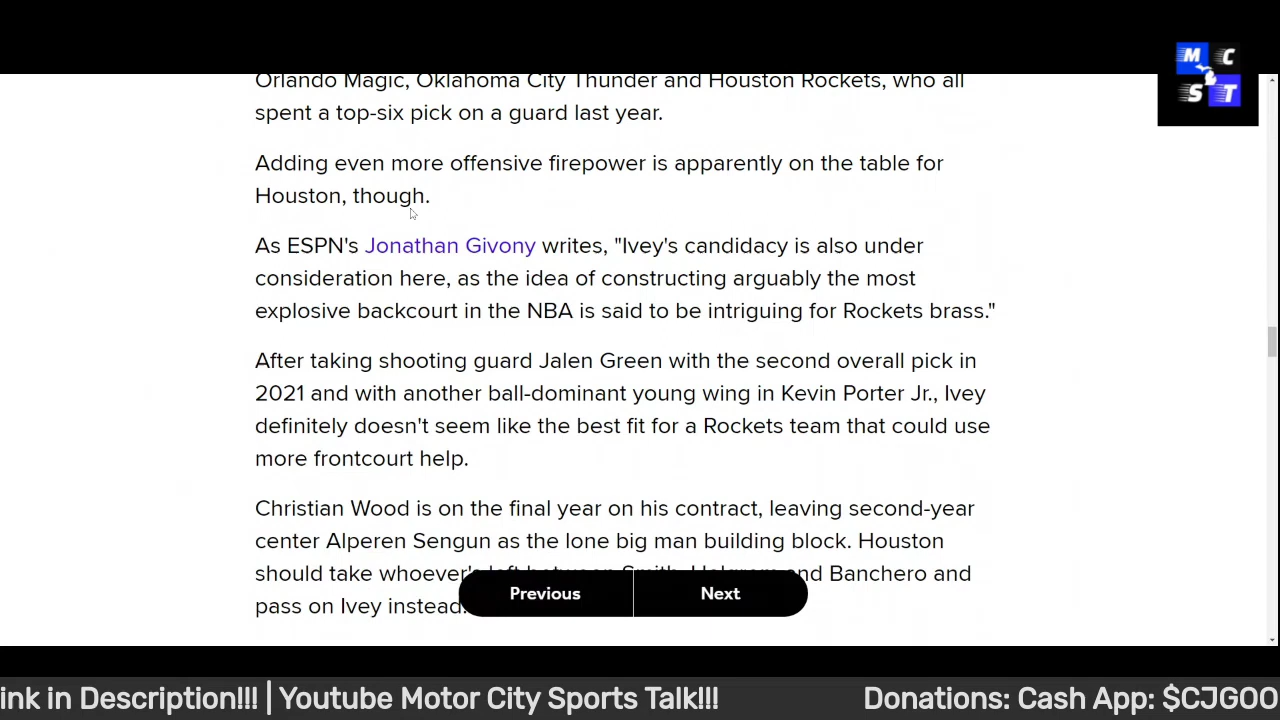 M C
S T
Orlando Magic, Oklahoma City Thunder and Houston Rockets, who all
spent a top-six pick on a guard last year.
Adding even more offensive firepower is apparently on the table for
Houston, though.
As ESPN's Jonathan Givony writes, "Ivey's candidacy is also under
consideration here, as the idea of constructing arguably the most
explosive backcourt in the NBA is said to be intriguing for Rockets brass."
After taking shooting guard Jalen Green with the second overall pick in
2021 and with another ball-dominant young wing in Kevin Porter Jr., Ivey
definitely doesn't seem like the best fit for a Rockets team that could use
more frontcourt help.
Christian Wood is on the final year on his contract, leaving second-year
center Alperen Sengun as the lone big man building block. Houston
should take whoever's left between Smith, Holgrem and Banchero and
pass on Ivey instead.
Previous Next
ink in Description!!! | Youtube Motor City Sports Talk!!! Donations: Cash App: $CJGOO